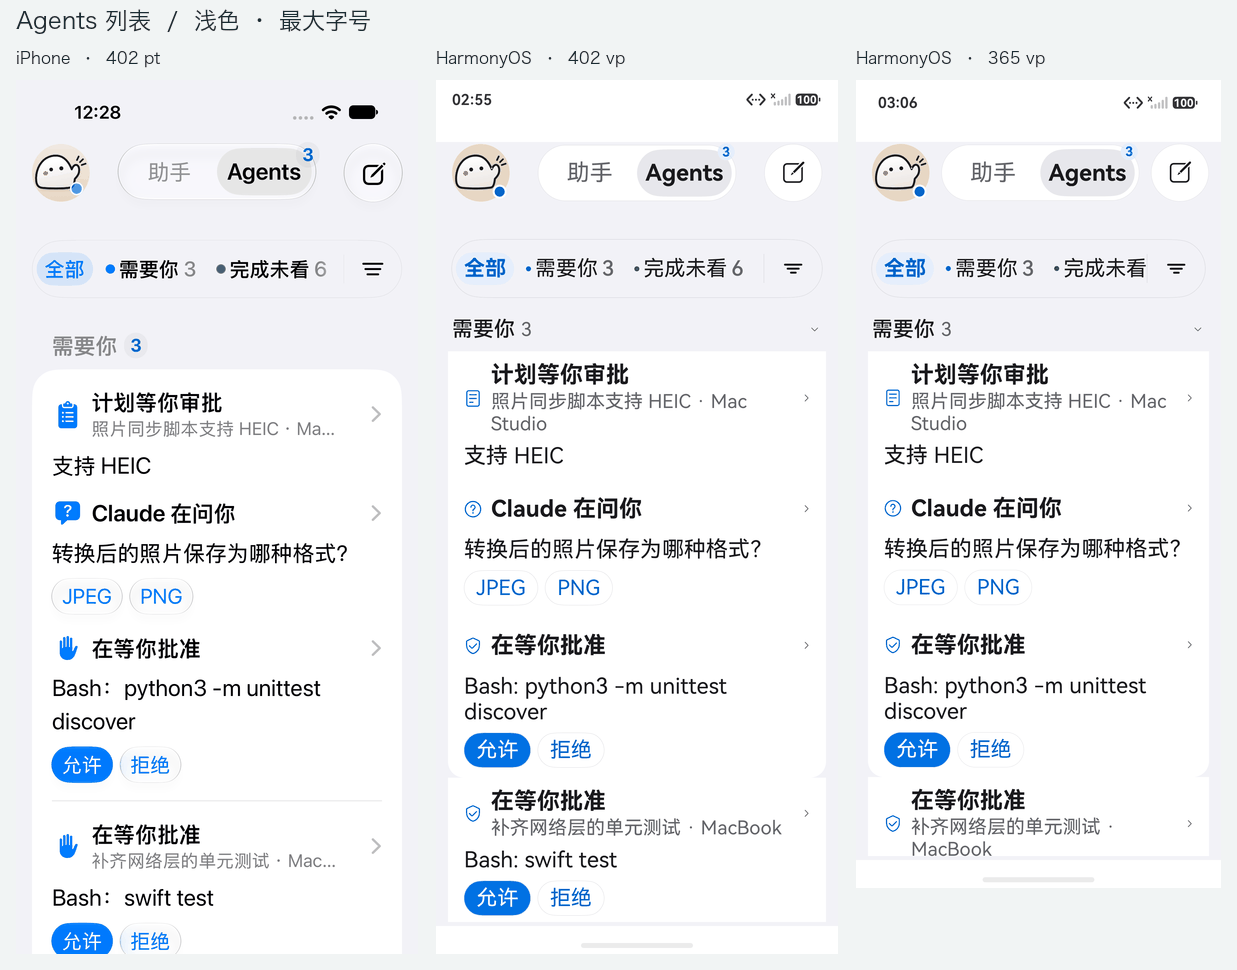 Agents 列表 / 浅色 · 最大字号
iPhone · 402 pt
12:28
助手
Agents
3
全部
需要你 3
完成未看 6
需要你 3
计划等你审批
照片同步脚本支持 HEIC · Ma...
支持 HEIC
Claude 在问你
转换后的照片保存为哪种格式?
JPEG
PNG
在等你批准
Bash： python3 -m unittest
discover
允许
拒绝
在等你批准
补齐网络层的单元测试 · Mac...
Bash： swift test
允许
拒绝
HarmonyOS · 402 vp
02:55
100
助手
Agents
3
全部
需要你 3
完成未看 6
需要你 3
计划等你审批
照片同步脚本支持 HEIC · Mac
Studio
支持 HEIC
Claude 在问你
转换后的照片保存为哪种格式?
JPEG
PNG
在等你批准
Bash: python3 -m unittest
discover
允许
拒绝
在等你批准
补齐网络层的单元测试 · MacBook
Bash: swift test
允许
拒绝
HarmonyOS · 365 vp
03:06
100
助手
Agents
3
全部
需要你 3
完成未看
需要你 3
计划等你审批
照片同步脚本支持 HEIC · Mac
Studio
支持 HEIC
Claude 在问你
转换后的照片保存为哪种格式?
JPEG
PNG
在等你批准
Bash: python3 -m unittest
discover
允许
拒绝
在等你批准
补齐网络层的单元测试 ·
MacBook